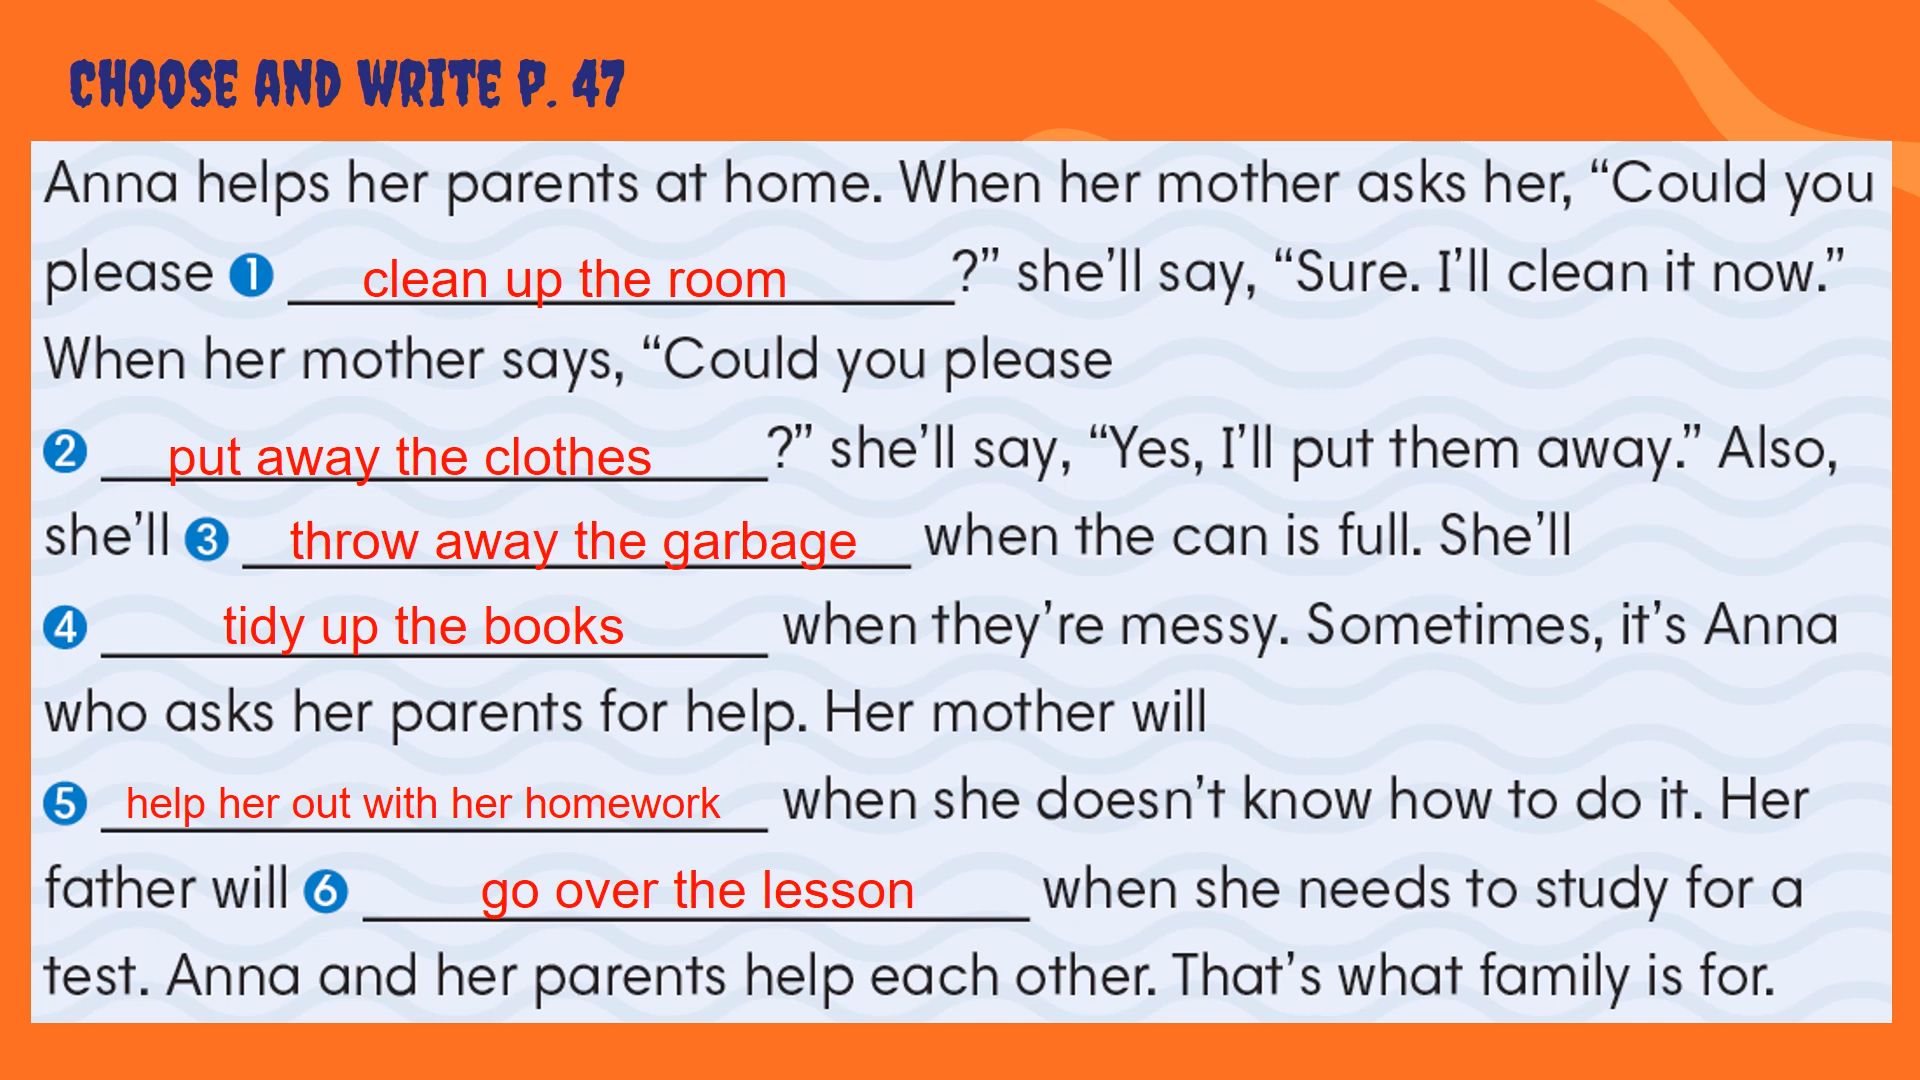 CHOOSE AND WRITE P. 47
Anna helps her parents at home. When her mother asks her, “Could you
please 1 clean up the room?” she’ll say, “Sure. I’ll clean it now.”
When her mother says, “Could you please
2 put away the clothes?” she’ll say, “Yes, I’ll put them away.” Also,
she’ll 3 throw away the garbage when the can is full. She’ll
4 tidy up the books when they’re messy. Sometimes, it’s Anna
who asks her parents for help. Her mother will
5 help her out with her homework when she doesn’t know how to do it. Her
father will 6 go over the lesson when she needs to study for a
test. Anna and her parents help each other. That’s what family is for.